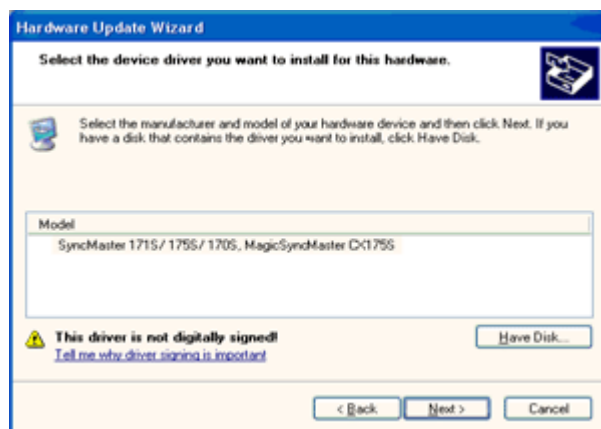 Hardware Update Wizard
Select the device driver you want to install for this hardware.
Select the manufacturer and model of your hardware device and then click Next. If you
have a disk that contains the driver you want to install, click Have Disk.
Model
SyncMaster 171S/ 175S/ 170S, MagicSyncMaster CX175S
This driver is not digitally signed!
Have Disk...
Tell me why driver signing is important
< Back
Next >
Cancel